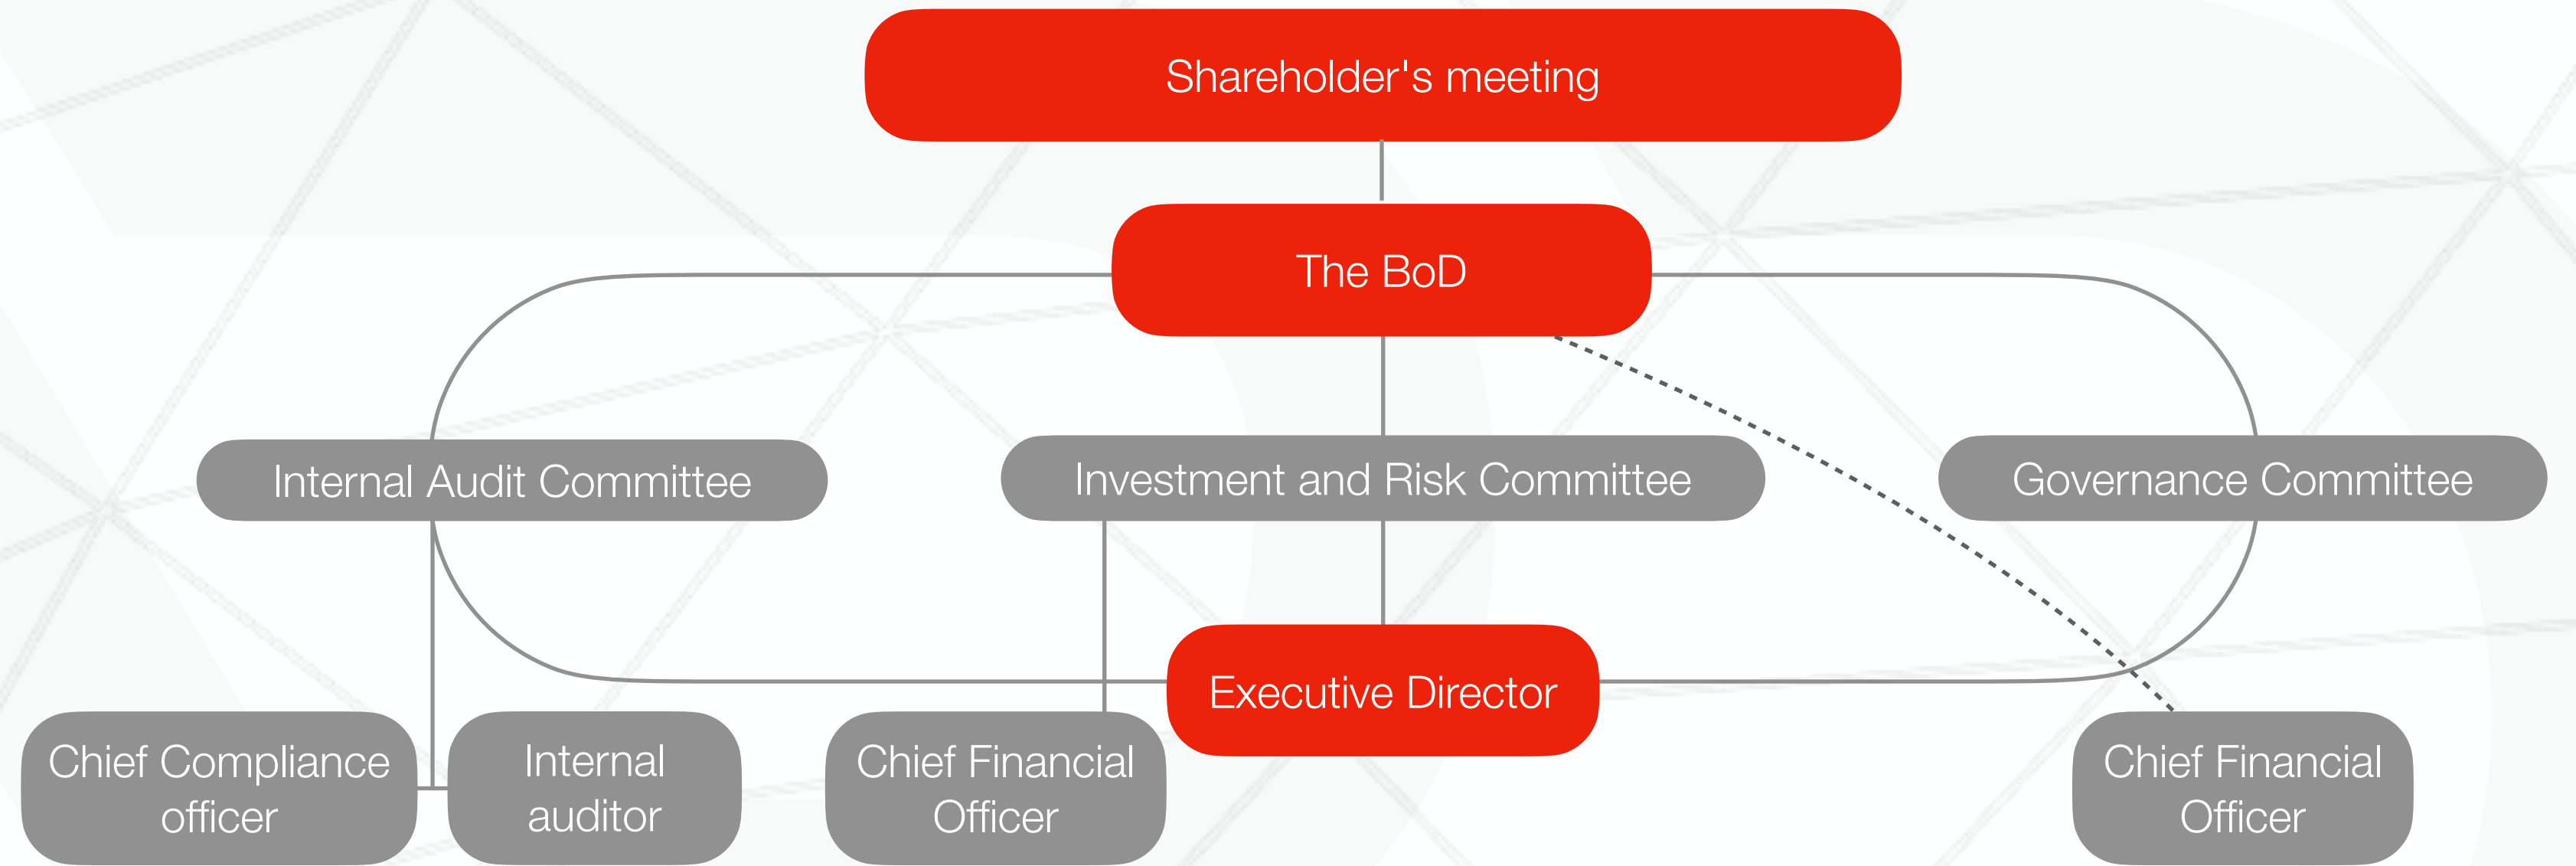 Shareholder's meeting
The BoD
Internal Audit Committee
Investment and Risk Committee
Governance Committee
Executive Director
Chief Compliance
officer
Internal
auditor
Chief Financial
Officer
Chief Financial
Officer